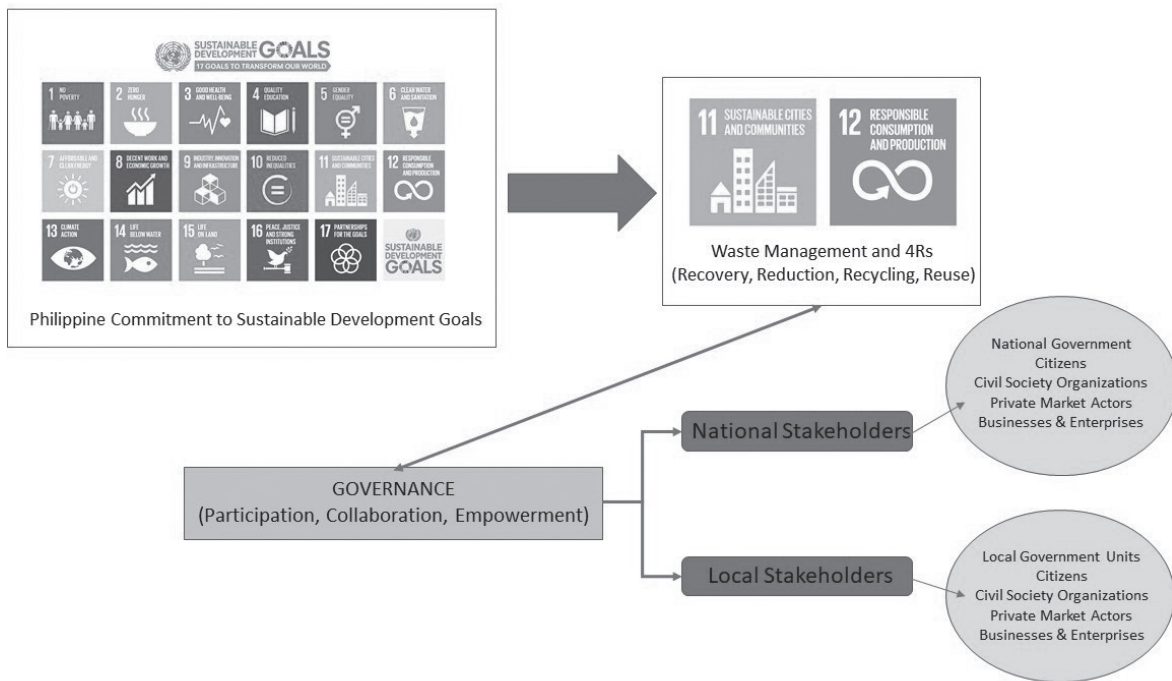 SUSTAINABLE
DEVELOPMENT
GOALS
17 GOALS TO TRANSFORM OUR WORLD
1 NO
POVERTY
2 ZERO
HUNGER
3 GOOD HEALTH
AND WELL-BEING
4 QUALITY
EDUCATION
5 GENDER
EQUALITY
6 CLEAN WATER
AND SANITATION
7 AFFORDABLE AND
CLEAN ENERGY
8 DECENT WORK AND
ECONOMIC GROWTH
9 INDUSTRY, INNOVATION
AND INFRASTRUCTURE
10 REDUCED
INEQUALITIES
11 SUSTAINABLE CITIES
AND COMMUNITIES
12 RESPONSIBLE
CONSUMPTION
AND PRODUCTION
13 CLIMATE
ACTION
14 LIFE
BELOW WATER
15 LIFE
ON LAND
16 PEACE, JUSTICE
AND STRONG
INSTITUTIONS
17 PARTNERSHIPS
FOR THE GOALS
SUSTAINABLE
DEVELOPMENT
GOALS
Philippine Commitment to Sustainable Development Goals
11 SUSTAINABLE CITIES
AND COMMUNITIES
12 RESPONSIBLE
CONSUMPTION
AND PRODUCTION
Waste Management and 4Rs
(Recovery, Reduction, Recycling, Reuse)
GOVERNANCE
(Participation, Collaboration, Empowerment)
National Stakeholders
National Government
Citizens
Civil Society Organizations
Private Market Actors
Businesses & Enterprises
Local Stakeholders
Local Government Units
Citizens
Civil Society Organizations
Private Market Actors
Businesses & Enterprises